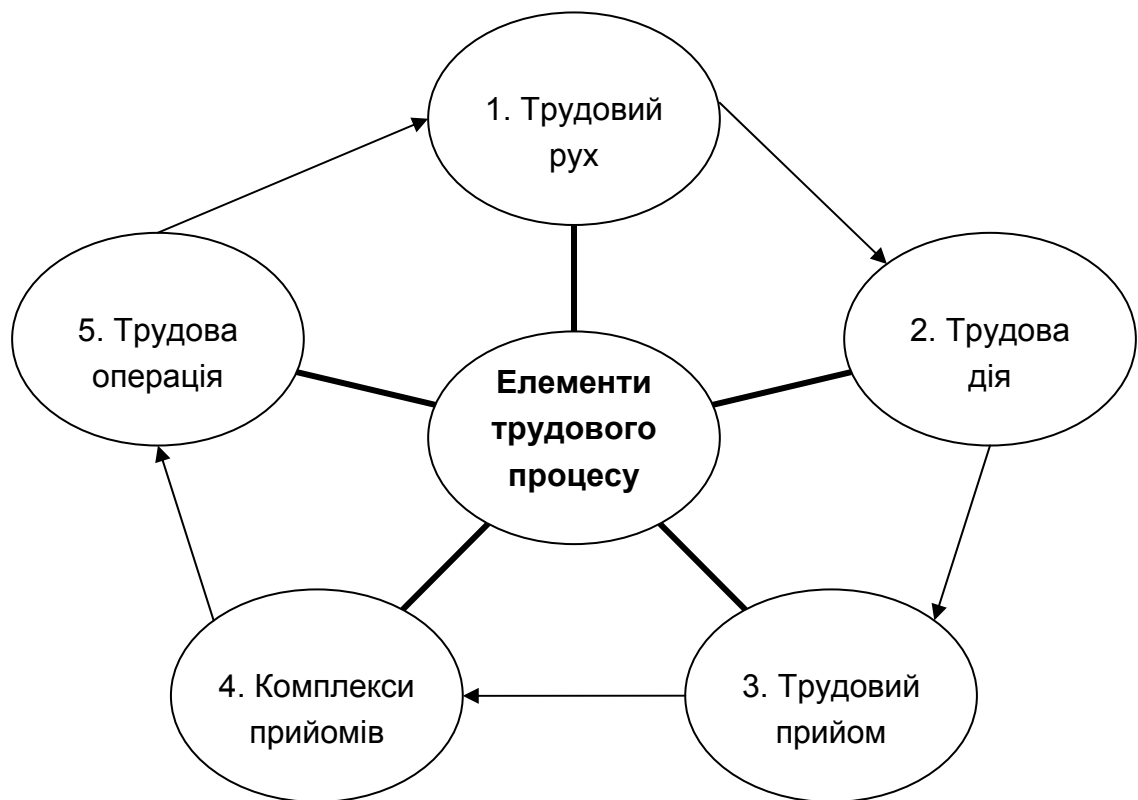 1. Трудовий
рух
2. Трудова
дія
3. Трудовий
прийом
4. Комплекси
прийомів
5. Трудова
операція
Елементи
трудового
процесу